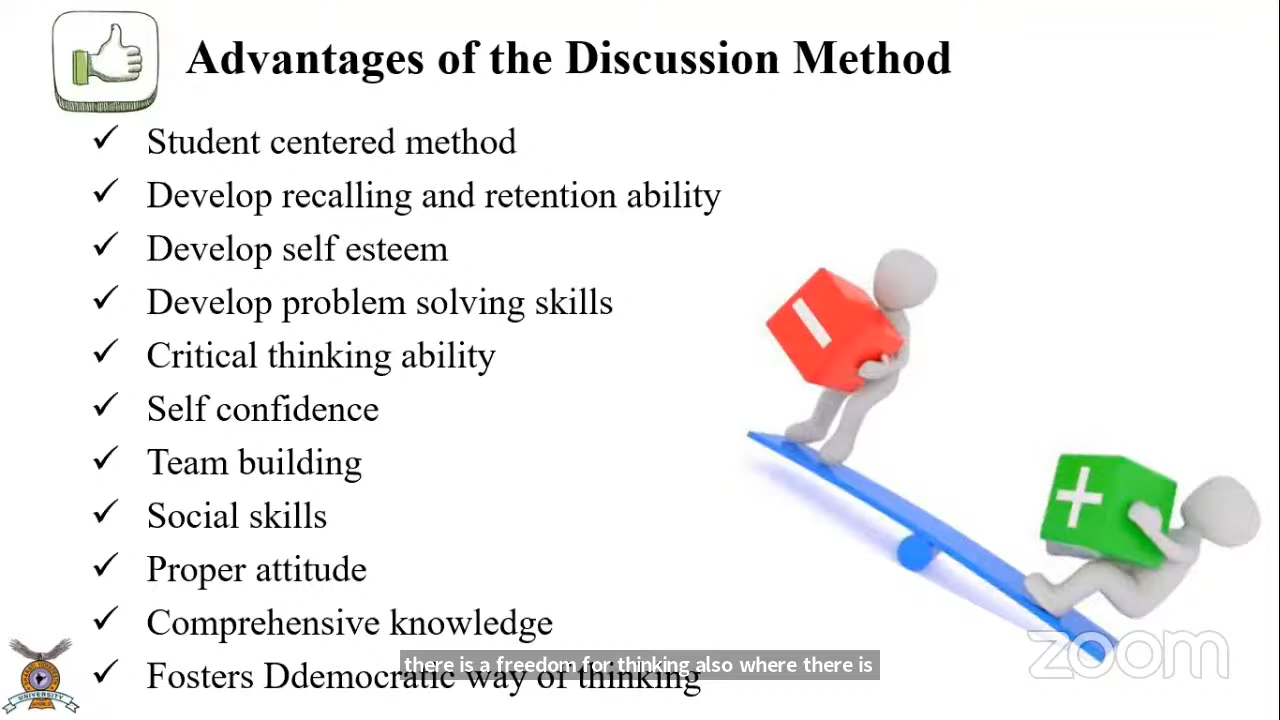 Advantages of the Discussion Method
✓ Student centered method
✓ Develop recalling and retention ability
✓ Develop self esteem
✓ Develop problem solving skills
✓ Critical thinking ability
✓ Self confidence
✓ Team building
✓ Social skills
✓ Proper attitude
✓ Comprehensive knowledge
there is a freedom for thinking also where there is
✓ Fosters Ddemocratic way of thinking
zoom
UNIVERSITY